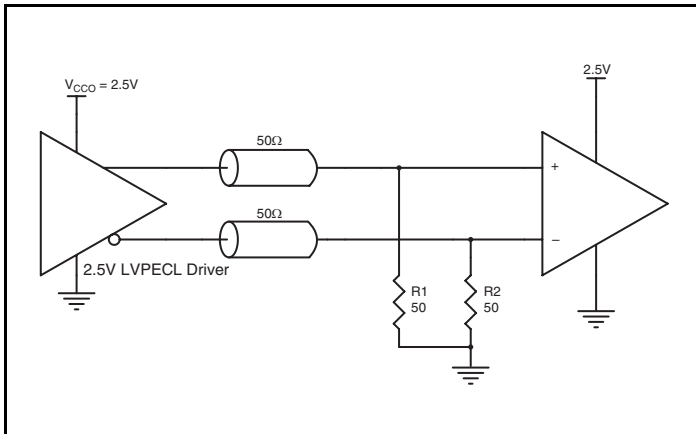 V_CCO = 2.5V
2.5V
50Ω
50Ω
+
−
2.5V LVPECL Driver
R1
50
R2
50